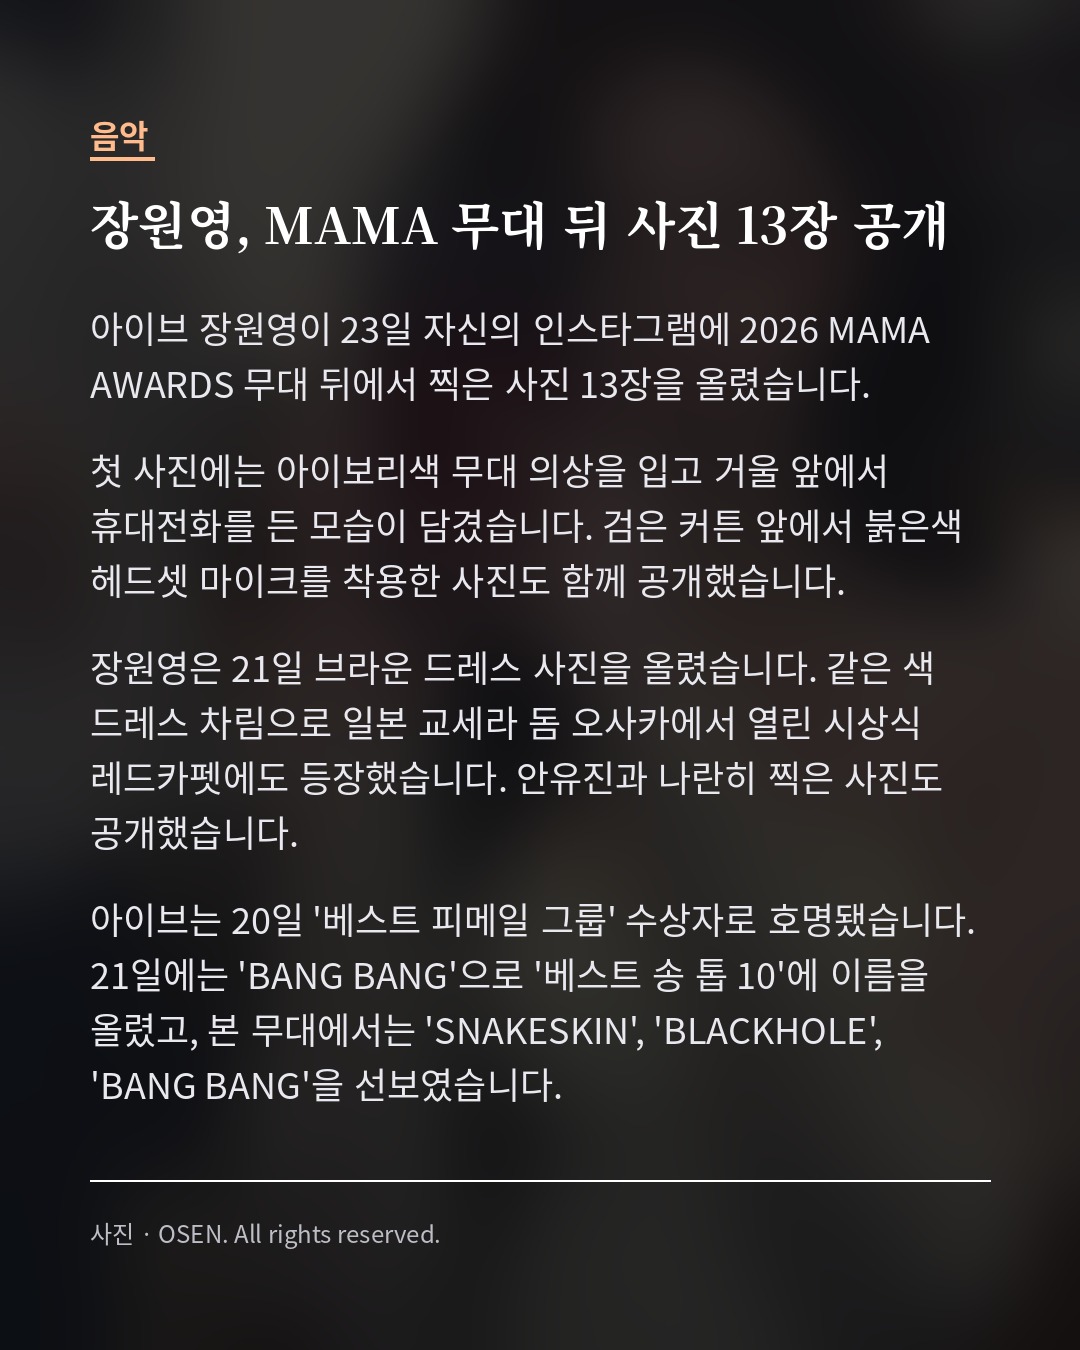 음악
장원영, MAMA 무대 뒤 사진 13장 공개
아이브 장원영이 23일 자신의 인스타그램에 2026 MAMA
AWARDS 무대 뒤에서 찍은 사진 13장을 올렸습니다.
첫 사진에는 아이보리색 무대 의상을 입고 거울 앞에서
휴대전화를 든 모습이 담겼습니다. 검은 커튼 앞에서 붉은색
헤드셋 마이크를 착용한 사진도 함께 공개했습니다.
장원영은 21일 브라운 드레스 사진을 올렸습니다. 같은 색
드레스 차림으로 일본 교세라 돔 오사카에서 열린 시상식
레드카펫에도 등장했습니다. 안유진과 나란히 찍은 사진도
공개했습니다.
아이브는 20일 '베스트 피메일 그룹' 수상자로 호명됐습니다.
21일에는 'BANG BANG'으로 '베스트 송 톱 10'에 이름을
올렸고, 본 무대에서는 'SNAKESKIN', 'BLACKHOLE',
'BANG BANG'을 선보였습니다.
사진 · OSEN. All rights reserved.